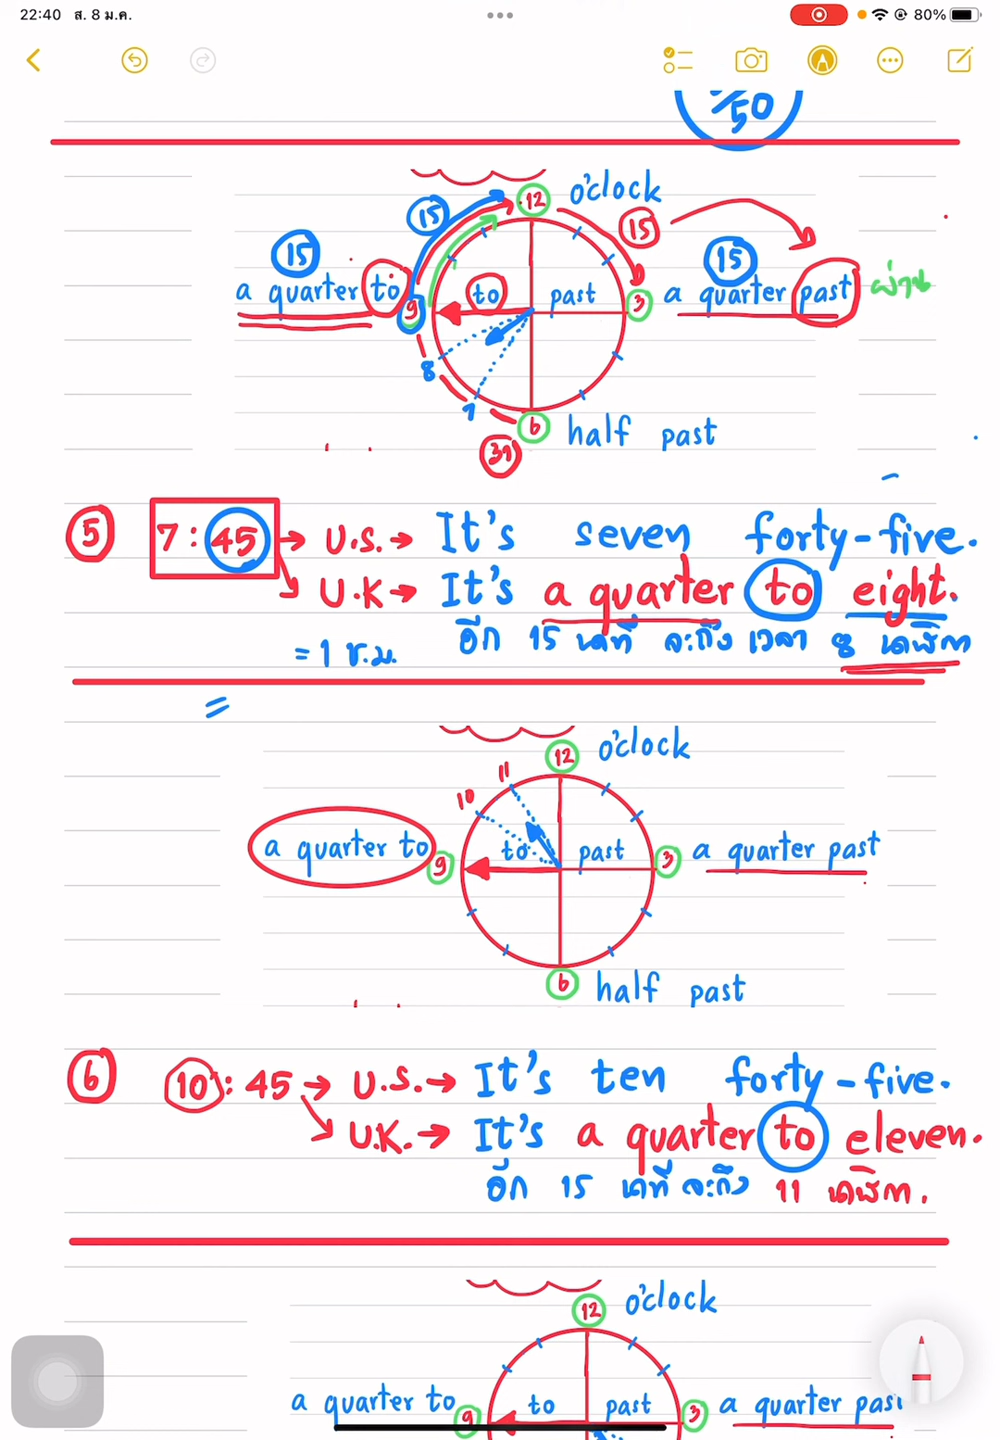 22:40 ส. 8 ม.ค.
80%
/50
12 o'clock
15
15
15
15
a quarter to
9
to
past
3
a quarter past
ผ่าน
8
7
6
half past
5
7 : 45 → U.S. → It's seven forty-five.
U.K → It's a quarter to eight.
= 1 ช.ม.
อีก 15 นาที จะถึง เวลา 8 นาฬิกา
=
12 o'clock
11
10
a quarter to
9
to
past
3
a quarter past
6
half past
6
10 : 45 → U.S. → It's ten forty-five.
U.K. → It's a quarter to eleven.
อีก 15 นาที จะถึง 11 นาฬิกา.
12 o'clock
a quarter to
9
to
past
3
a quarter past